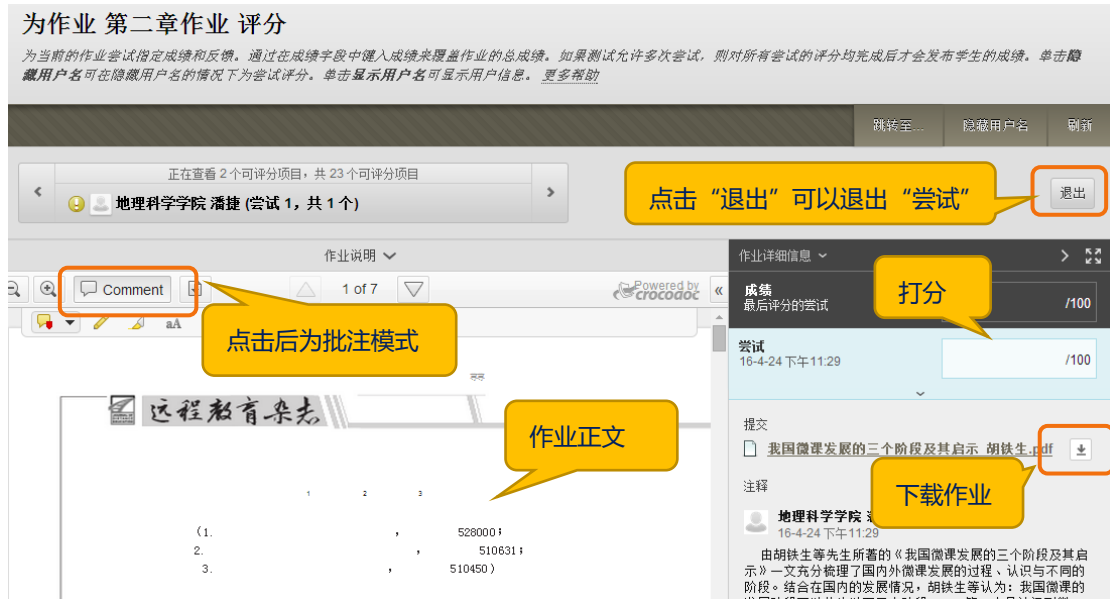 为作业 第二章作业 评分
为当前的作业尝试指定成绩和反馈。通过在成绩字段中键入成绩来覆盖作业的总成绩。如果测试允许多次尝试，则对所有尝试的评分均完成后才会发布学生的成绩。单击隐
藏用户名可在隐藏用户名的情况下为尝试评分。单击显示用户名可显示用户信息。 更多帮助
跳转至... 隐藏用户名 刷新
正在查看 2 个可评分项目，共 23 个可评分项目
地理科学学院 潘捷 (尝试 1，共 1 个)
点击“退出”可以退出“尝试”
退出
作业说明
作业详细信息
Comment
1 of 7
Powered by
crocodoc
成绩
最后评分的尝试
/100
打分
点击后为批注模式
aA
尝试
16-4-24 下午11:29
/100
远程教育杂志
作业正文
提交
我国微课发展的三个阶段及其启示_胡铁生.pdf
下载作业
注释
地理科学学院
16-4-24 下午11:29
1 2 3
(1. , 528000;
2. , 510631;
3. , 510450)
由胡铁生等先生所著的《我国微课发展的三个阶段及其启
示》一文充分梳理了国内外微课发展的过程、认识与不同的
阶段。结合在国内的发展情况，胡铁生等认为：我国微课的